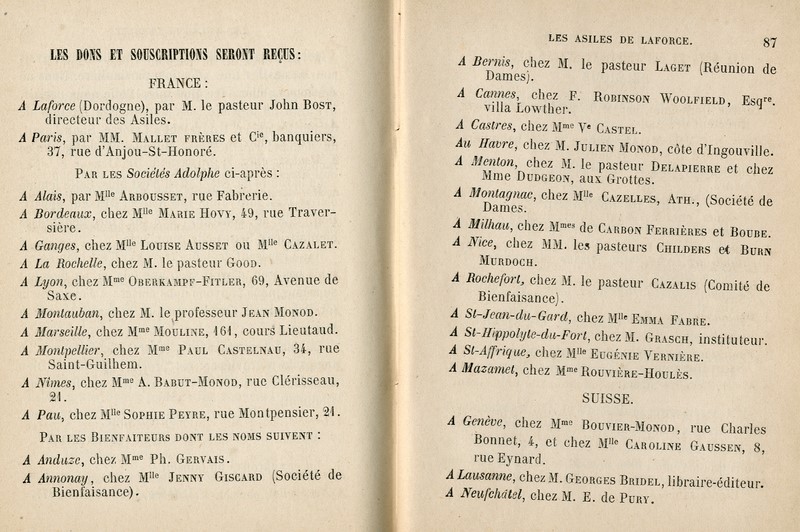 LES DONS ET SOUSCRIPTIONS SERONT REÇUS :
FRANCE :
A Laforce (Dordogne), par M. le pasteur John Bost,
directeur des Asiles.
A Paris, par MM. Mallet frères et Cie, banquiers,
37, rue d'Anjou-St-Honoré.
Par les Sociétés Adolphe ci-après :
A Alais, par Mlle Arbousset, rue Fabrerie.
A Bordeaux, chez Mlle Marie Hovy, 49, rue Traver-
sière.
A Ganges, chez Mlle Louise Ausset ou Mlle Cazalet.
A La Rochelle, chez M. le pasteur Good.
A Lyon, chez Mme Oberkampf-Fitler, 69, Avenue de
Saxe.
A Montauban, chez M. le professeur Jean Monod.
A Marseille, chez Mme Mouline, 161, cours Lieutaud.
A Montpellier, chez Mme Paul Castelnau, 34, rue
Saint-Guilhem.
A Nîmes, chez Mme A. Babut-Monod, rue Clérisseau,
21.
A Pau, chez Mlle Sophie Peyre, rue Montpensier, 21.
Par les Bienfaiteurs dont les noms suivent :
A Anduze, chez Mme Ph. Gervais.
A Annonay, chez Mlle Jenny Giscard (Société de
Bienfaisance).
LES ASILES DE LAFORCE. 87
A Bernis, chez M. le pasteur Laget (Réunion de
Dames).
A Cannes, chez F. Robinson Woolfield, Esqre.
villa Lowther.
A Castres, chez Mme Ve Castel.
Au Havre, chez M. Julien Monod, côte d'Ingouville.
A Menton, chez M. le pasteur Delapierre et chez
Mme Dudgeon, aux Grottes.
A Montagnac, chez Mlle Cazelles, Ath., (Société de
Dames.
A Milhau, chez Mmes de Carbon Ferrières et Boube.
A Nice, chez MM. les pasteurs Childers et Burn
Murdoch.
A Rochefort, chez M. le pasteur Cazalis (Comité de
Bienfaisance).
A St-Jean-du-Gard, chez Mlle Emma Fabre.
A St-Hippolyte-du-Fort, chez M. Grasch, instituteur.
A St-Affrique, chez Mlle Eugénie Vernière.
A Mazamet, chez Mme Rouvière-Houlès.
SUISSE.
A Genève, chez Mme Bouvier-Monod, rue Charles
Bonnet, 4, et chez Mlle Caroline Gaussen, 8,
rue Eynard.
A Lausanne, chez M. Georges Bridel, libraire-éditeur.
A Neufchâtel, chez M. E. de Pury.